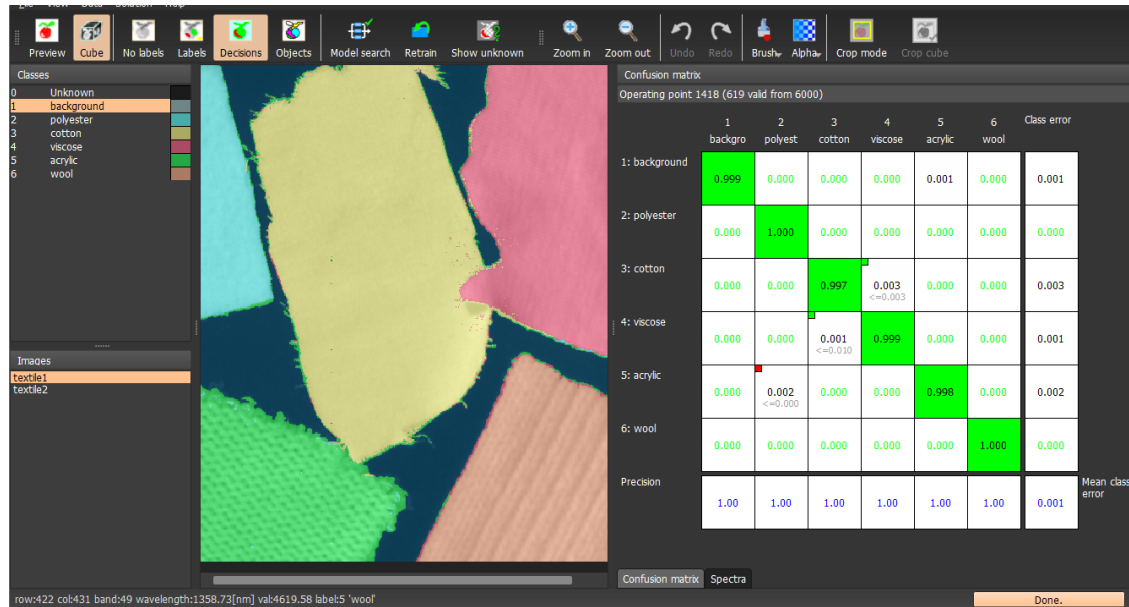 File View Data Solution Help
Preview Cube No labels Labels Decisions Objects Model search Retrain Show unknown Zoom in Zoom out Undo Redo Brush Alpha Crop mode Crop cube
Classes
0 Unknown
1 background
2 polyester
3 cotton
4 viscose
5 acrylic
6 wool
Images
textile1
textile2
Confusion matrix
Operating point 1418 (619 valid from 6000)
1 2 3 4 5 6 Class error
backgro polyest cotton viscose acrylic wool
1: background
0.999 0.000 0.000 0.000 0.001 0.000 0.001
2: polyester
0.000 1.000 0.000 0.000 0.000 0.000 0.000
3: cotton
0.000 0.000 0.997 0.003 0.000 0.000 0.003
<=0.003
4: viscose
0.000 0.000 0.001 0.999 0.000 0.000 0.001
<=0.010
5: acrylic
0.000 0.002 0.000 0.000 0.998 0.000 0.002
<=0.000
6: wool
0.000 0.000 0.000 0.000 0.000 1.000 0.000
Precision Mean class
error
1.00 1.00 1.00 1.00 1.00 1.00 0.001
Confusion matrix Spectra
row:422 col:431 band:49 wavelength:1358.73[nm] val:4619.58 label:5 'wool' Done.